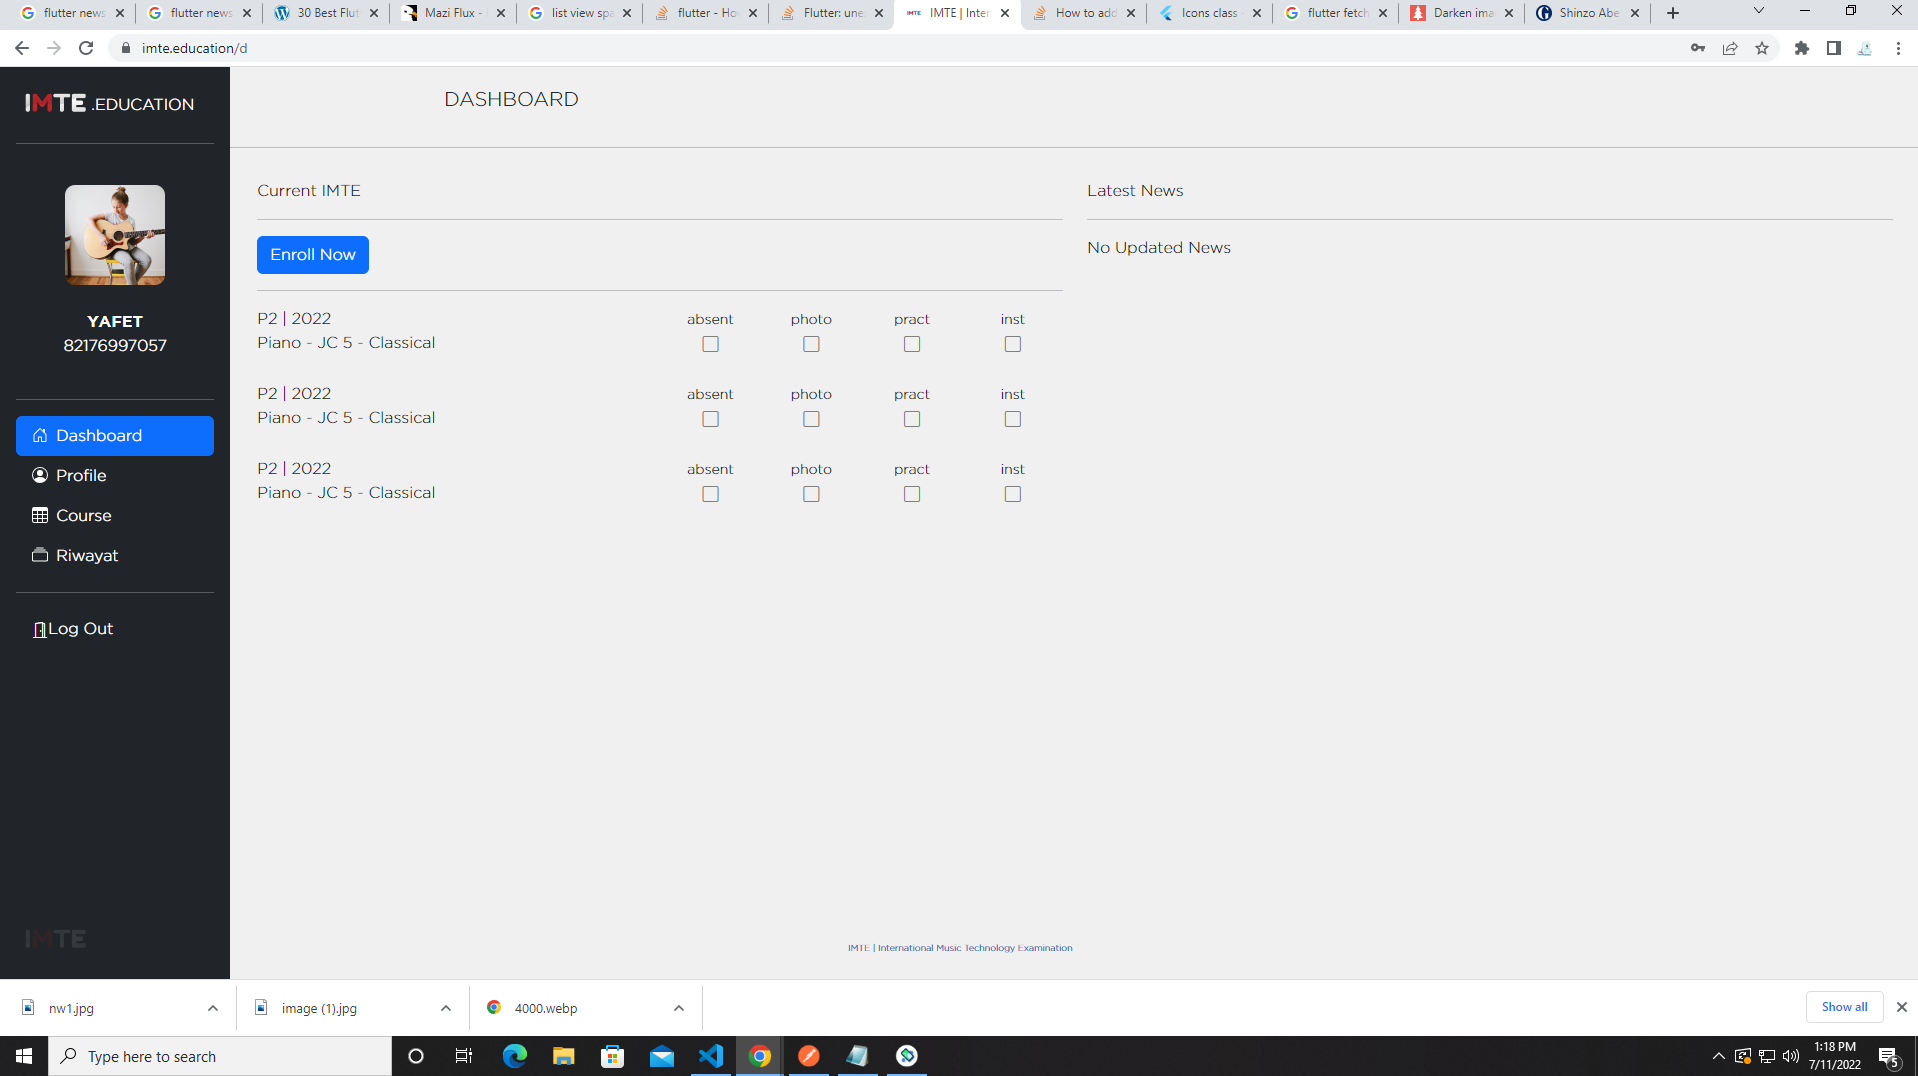 flutter news
flutter news
30 Best Flut
Mazi Flux -
list view spa
flutter - Ho
Flutter: une
IMTE | Inter
How to add
Icons class
flutter fetch
Darken ima
Shinzo Abe
imte.education/d
IMTE .EDUCATION
DASHBOARD
YAFET
82176997057
Dashboard
Profile
Course
Riwayat
Log Out
IMTE
Current IMTE
Enroll Now
P2 | 2022 absent photo pract inst
Piano - JC 5 - Classical
P2 | 2022 absent photo pract inst
Piano - JC 5 - Classical
P2 | 2022 absent photo pract inst
Piano - JC 5 - Classical
Latest News
No Updated News
IMTE | International Music Technology Examination
nw1.jpg
image (1).jpg
4000.webp
Show all
Type here to search
1:18 PM
7/11/2022
5